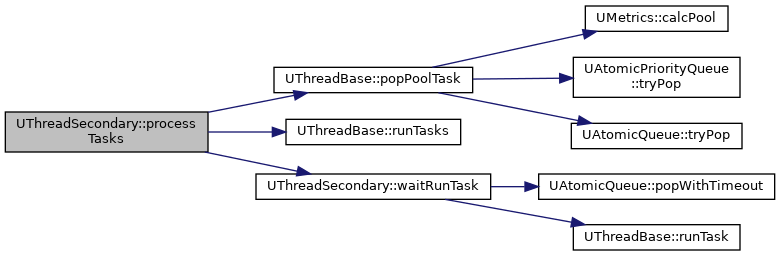 UThreadSecondary::process
Tasks
UThreadBase::popPoolTask
UMetrics::calcPool
UAtomicPriorityQueue
::tryPop
UAtomicQueue::tryPop
UThreadBase::runTasks
UThreadSecondary::waitRunTask
UAtomicQueue::popWithTimeout
UThreadBase::runTask